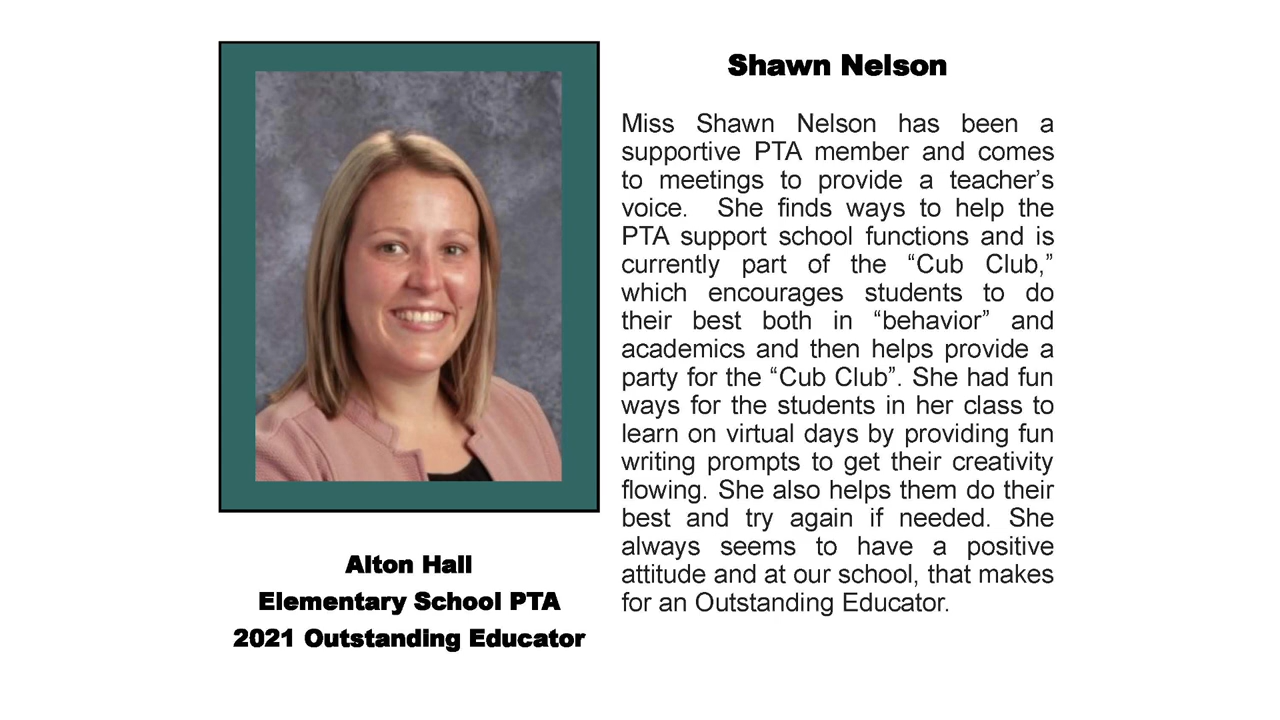 Shawn Nelson
Miss Shawn Nelson has been a
supportive PTA member and comes
to meetings to provide a teacher’s
voice.  She finds ways to help the
PTA support school functions and is
currently part of the “Cub Club,”
which encourages students to do
their best both in “behavior” and
academics and then helps provide a
party for the “Cub Club”. She had fun
ways for the students in her class to
learn on virtual days by providing fun
writing prompts to get their creativity
flowing. She also helps them do their
best and try again if needed. She
always seems to have a positive
attitude and at our school, that makes
for an Outstanding Educator.
Alton Hall
Elementary School PTA
2021 Outstanding Educator